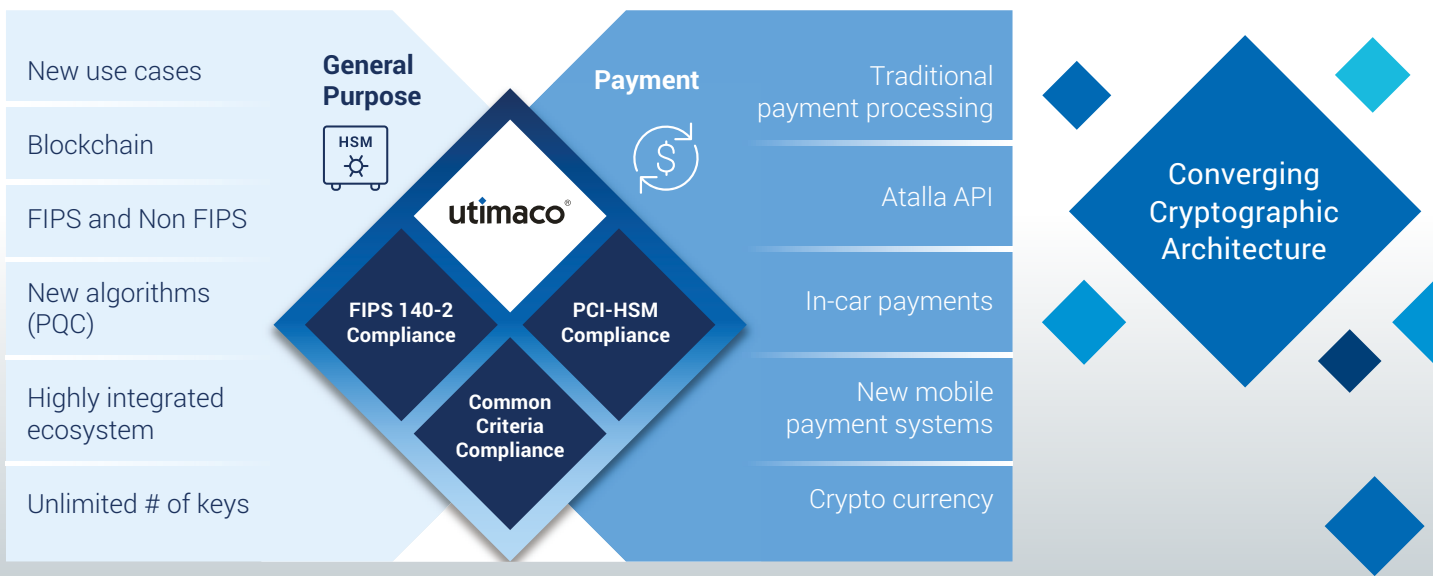 New use cases
Blockchain
FIPS and Non FIPS
New algorithms
(PQC)
Highly integrated
ecosystem
Unlimited # of keys
General
Purpose
HSM
utimaco®
FIPS 140-2
Compliance
PCI-HSM
Compliance
Common
Criteria
Compliance
Payment
$
Traditional
payment processing
Atalla API
In-car payments
New mobile
payment systems
Crypto currency
Converging
Cryptographic
Architecture